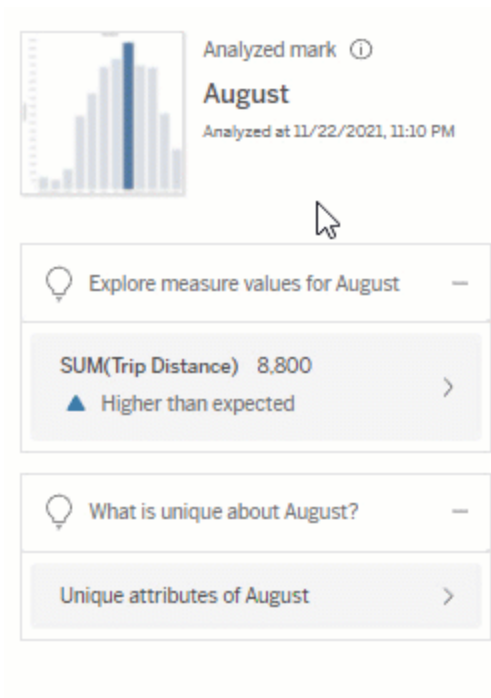 Analyzed mark
August
Analyzed at 11/22/2021, 11:10 PM
Explore measure values for August
SUM(Trip Distance) 8,800
Higher than expected
What is unique about August?
Unique attributes of August